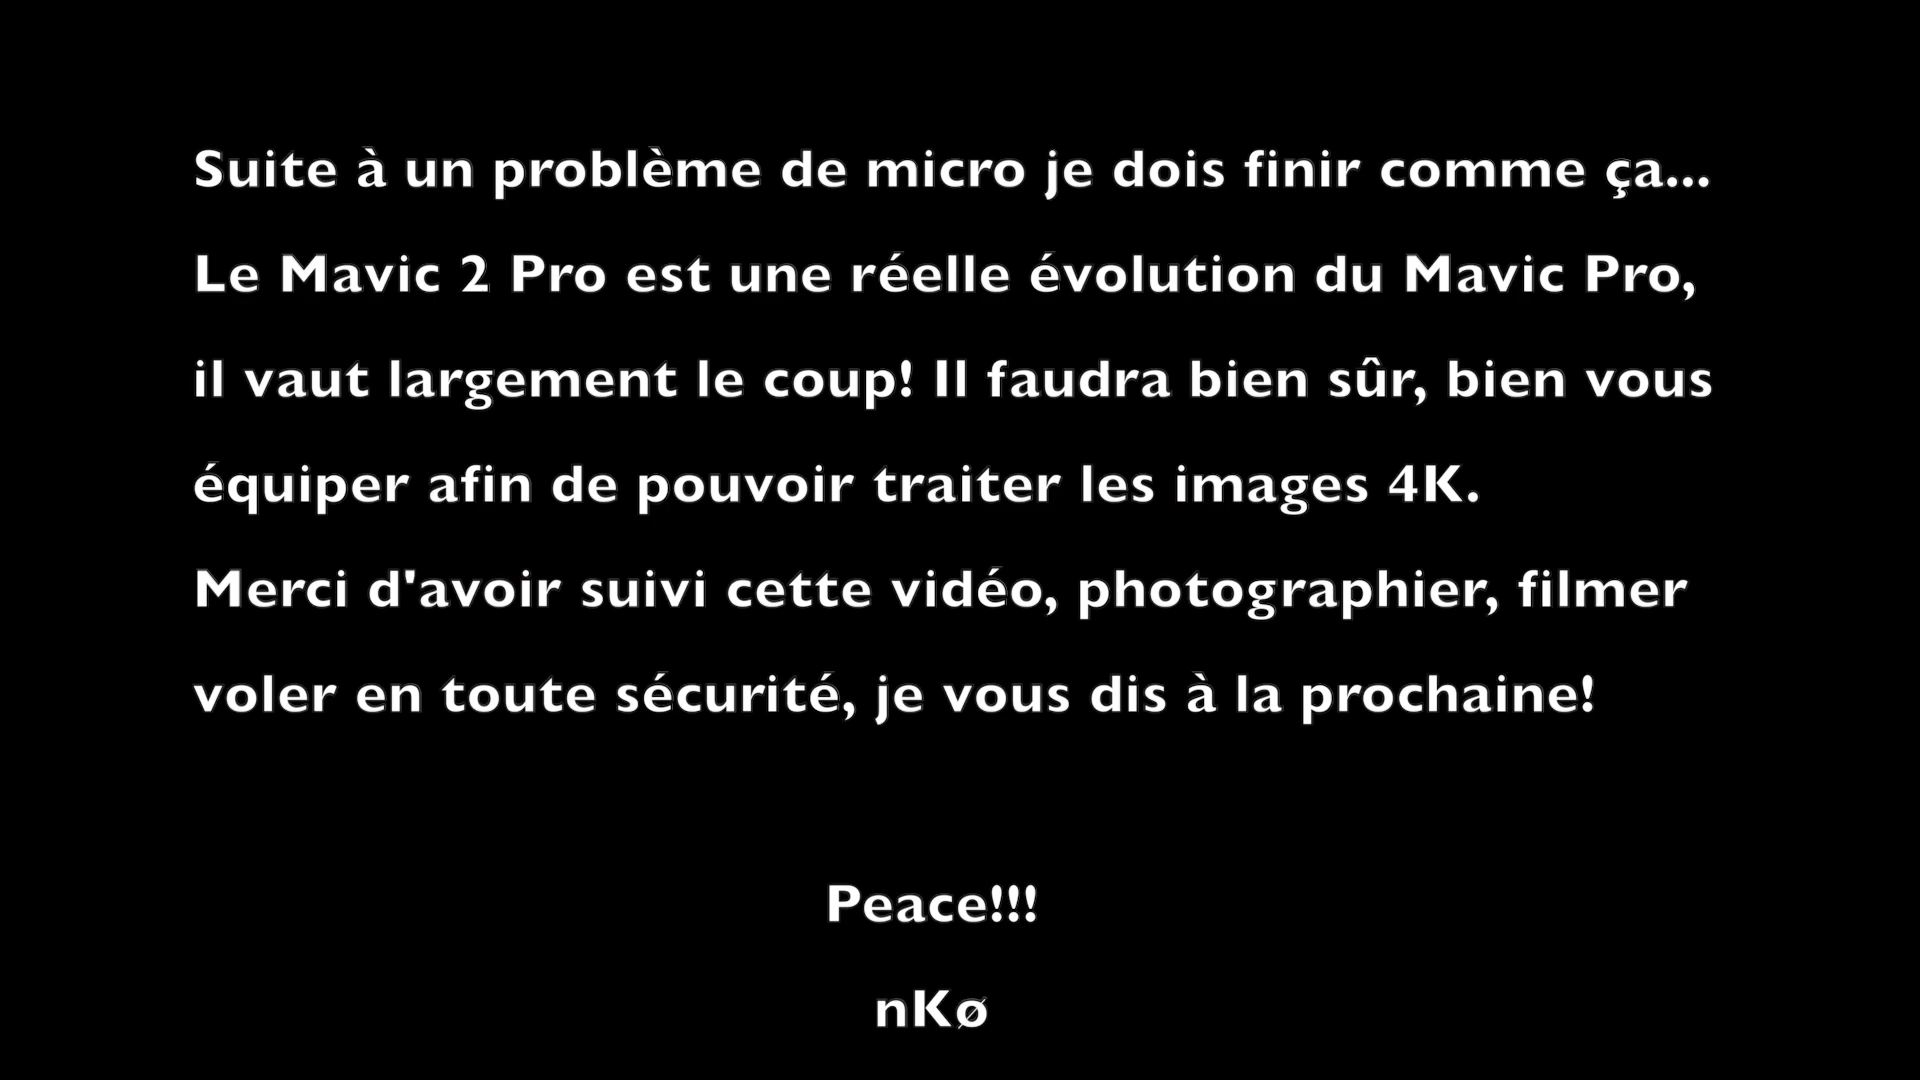 Suite à un problème de micro je dois finir comme ça...
Le Mavic 2 Pro est une réelle évolution du Mavic Pro,
il vaut largement le coup! Il faudra bien sûr, bien vous
équiper afin de pouvoir traiter les images 4K.
Merci d'avoir suivi cette vidéo, photographier, filmer
voler en toute sécurité, je vous dis à la prochaine!
Peace!!!
nKø